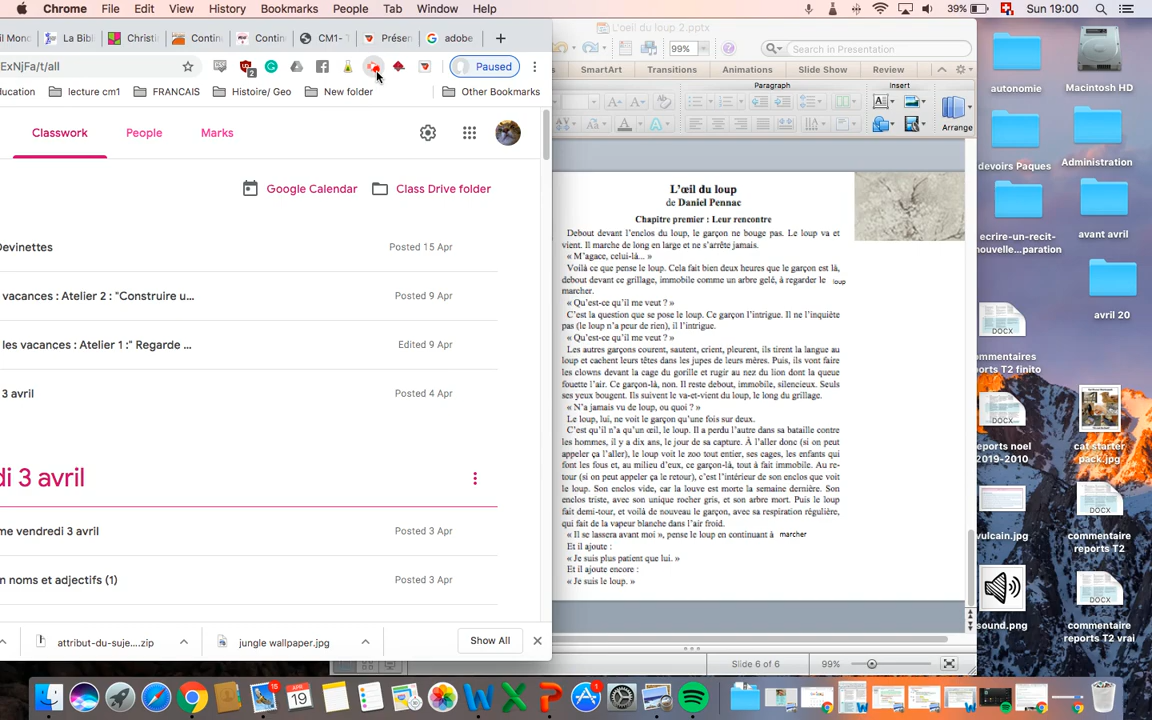 Chrome File Edit View History Bookmarks People Tab Window Help 39% Sun 19:00
La Bibl Christi Contin Contin CM1- T Présen adobe
ExNjFa/t/all 2 Paused
lecture cm1 FRANCAIS Histoire/ Geo New folder Other Bookmarks
Classwork People Marks
Google Calendar Class Drive folder
Devinettes Posted 15 Apr
vacances : Atelier 2 : "Construire u... Posted 9 Apr
les vacances : Atelier 1 :" Regarde ... Edited 9 Apr
3 avril Posted 4 Apr
di 3 avril
me vendredi 3 avril Posted 3 Apr
n noms et adjectifs (1) Posted 3 Apr
attribut-du-suje....zip jungle wallpaper.jpg Show All
L'oeil du loup 2.pptx
99% Search in Presentation
SmartArt Transitions Animations Slide Show Review
Paragraph Insert
Arrange
L'œil du loup
de Daniel Pennac
Chapitre premier : Leur rencontre
Debout devant l'enclos du loup, le garçon ne bouge pas. Le loup va et
vient. Il marche de long en large et ne s'arrête jamais.
« M'agace, celui-là... »
Voilà ce que pense le loup. Cela fait bien deux heures que le garçon est là,
debout devant ce grillage, immobile comme un arbre gelé, à regarder le loup
marcher.
« Qu'est-ce qu'il me veut ? »
C'est la question que se pose le loup. Ce garçon l'intrigue. Il ne l'inquiète
pas (le loup n'a peur de rien), il l'intrigue.
« Qu'est-ce qu'il me veut ? »
Les autres garçons courent, sautent, crient, pleurent, ils tirent la langue au
loup et cachent leurs têtes dans les jupes de leurs mères. Puis, ils vont faire
les clowns devant la cage du gorille et rugir au nez du lion dont la queue
fouette l'air. Ce garçon-là, non. Il reste debout, immobile, silencieux. Seuls
ses yeux bougent. Ils suivent le va-et-vient du loup, le long du grillage.
« N'a jamais vu de loup, ou quoi ? »
Le loup, lui, ne voit le garçon qu'une fois sur deux.
C'est qu'il n'a qu'un œil, le loup. Il a perdu l'autre dans sa bataille contre
les hommes, il y a dix ans, le jour de sa capture. À l'aller donc (si on peut
appeler ça l'aller), le loup voit le zoo tout entier, ses cages, les enfants qui
font les fous et, au milieu d'eux, ce garçon-là, tout à fait immobile. Au re-
tour (si on peut appeler ça le retour), c'est l'intérieur de son enclos que voit
le loup. Son enclos vide, car la louve est morte la semaine dernière. Son
enclos triste, avec son unique rocher gris, et son arbre mort. Puis le loup
fait demi-tour, et voilà de nouveau le garçon, avec sa respiration régulière,
qui fait de la vapeur blanche dans l'air froid.
« Il se lassera avant moi », pense le loup en continuant à marcher
Et il ajoute :
« Je suis plus patient que lui. »
Et il ajoute encore :
« Je suis le loup. »
Slide 6 of 6 99%
autonomie Macintosh HD
devoirs Paques Administration
ecrire-un-recit-
nouvelle...paration
avant avril
avril 20
DOCX
ommentaires
reports T2 finito
DOCX
eports noel
2019-2010
cat starter
pack.jpg
vulcain.jpg
DOCX
commentaire
reports T2
sound.png
DOCX
commentaire
reports T2 vrai